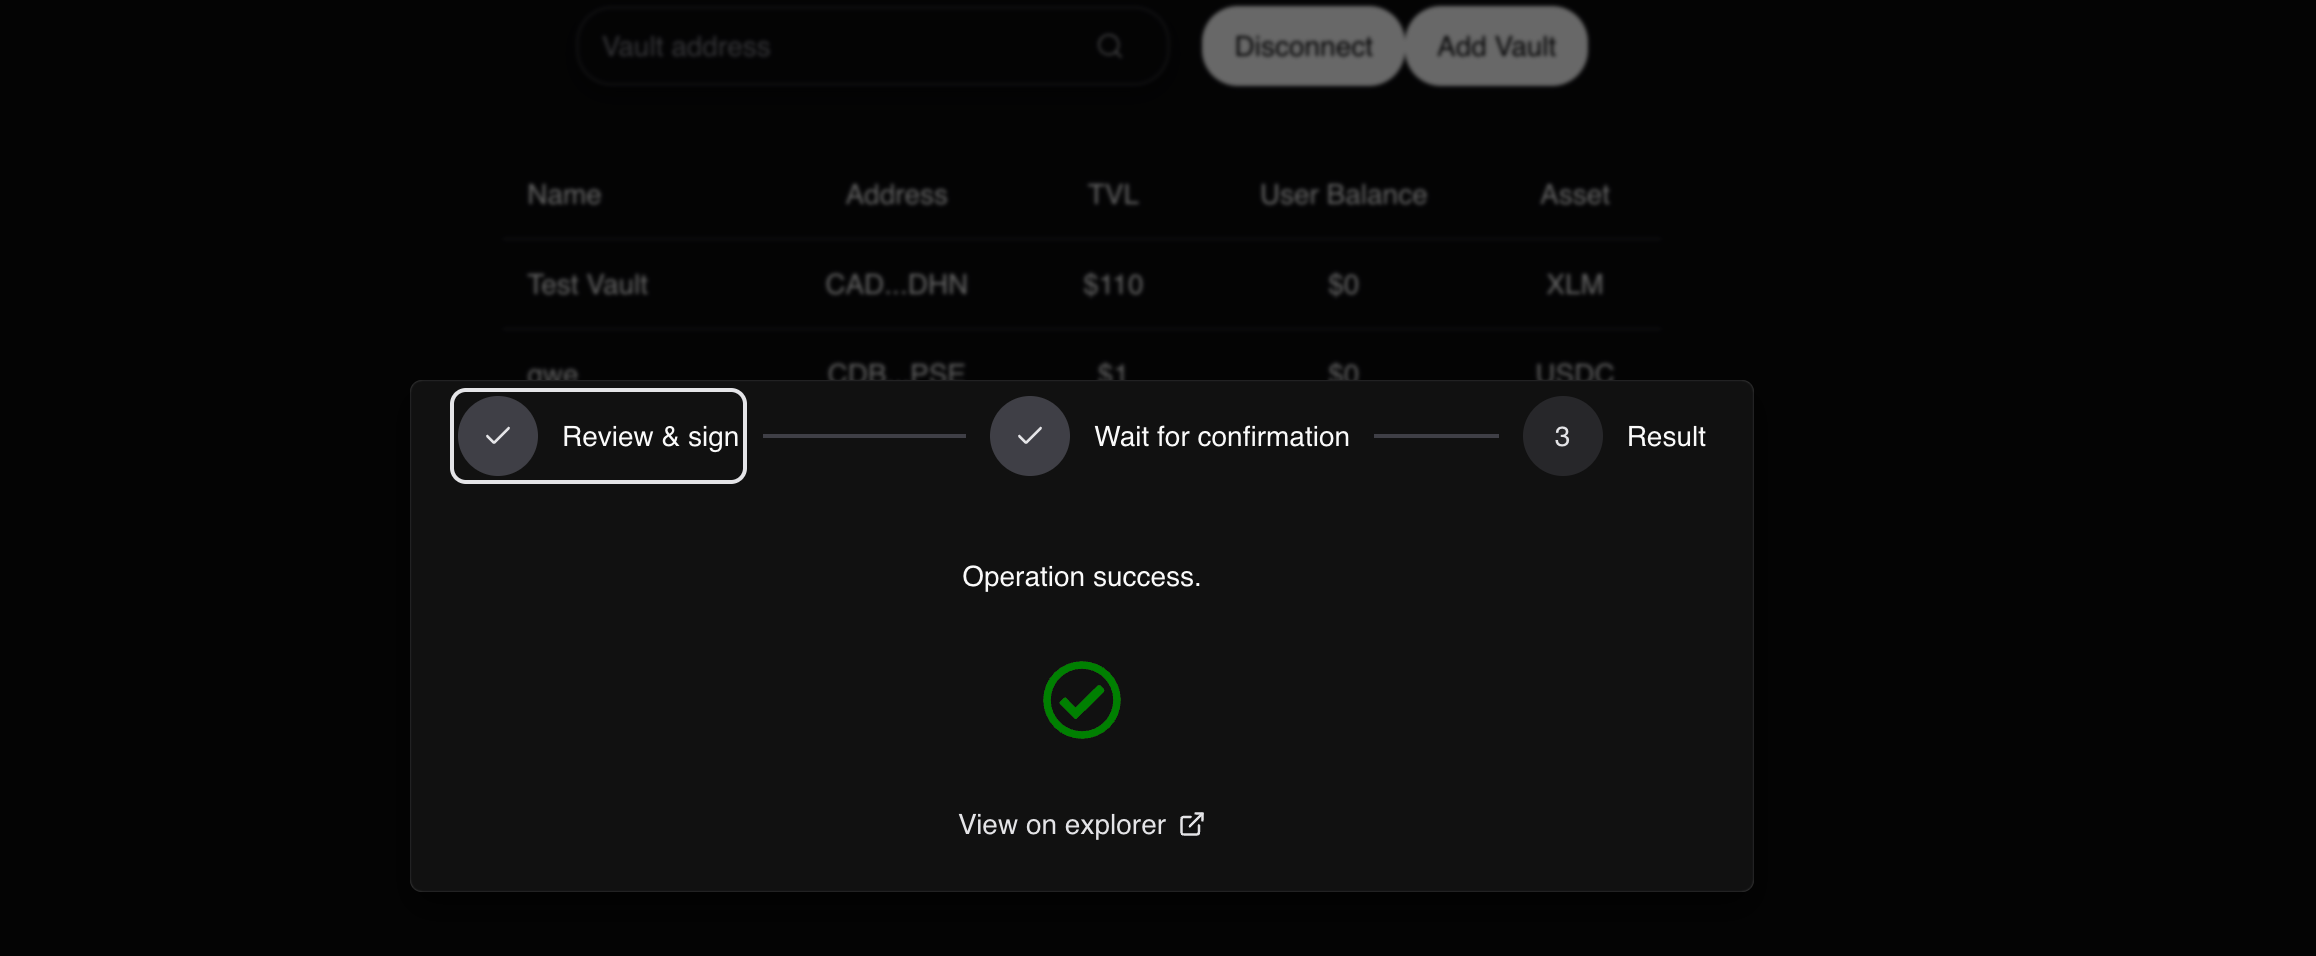 Vault address
Disconnect
Add Vault
Name Address TVL User Balance Asset
Test Vault CAD...DHN $110 $0 XLM
qwe CDB...PSE $1 $0 USDC
Review & sign
Wait for confirmation
3 Result
Operation success.
View on explorer